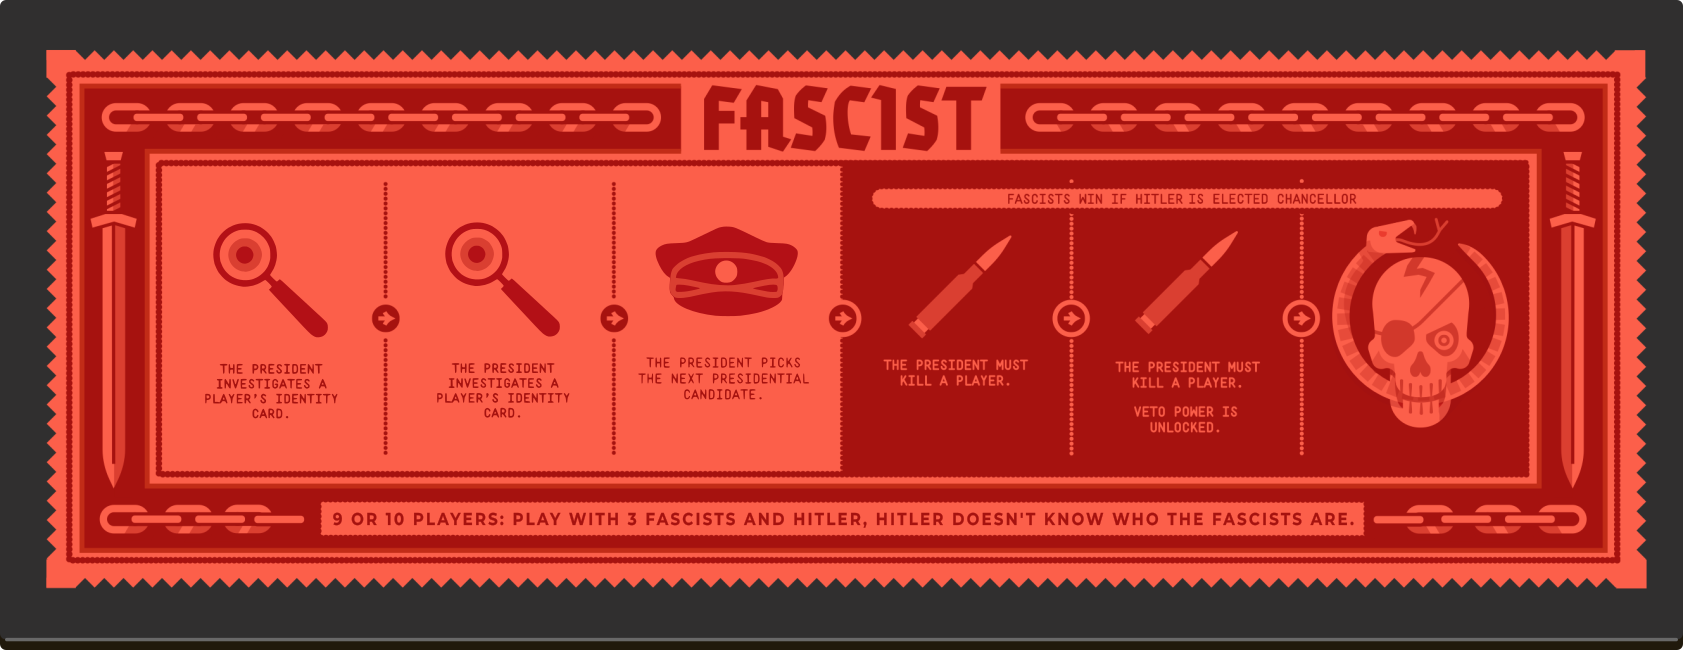 FASCIST
FASCISTS WIN IF HITLER IS ELECTED CHANCELLOR
THE PRESIDENT
INVESTIGATES A
PLAYER'S IDENTITY
CARD.
THE PRESIDENT
INVESTIGATES A
PLAYER'S IDENTITY
CARD.
THE PRESIDENT PICKS
THE NEXT PRESIDENTIAL
CANDIDATE.
THE PRESIDENT MUST
KILL A PLAYER.
THE PRESIDENT MUST
KILL A PLAYER.
VETO POWER IS
UNLOCKED.
9 OR 10 PLAYERS: PLAY WITH 3 FASCISTS AND HITLER, HITLER DOESN'T KNOW WHO THE FASCISTS ARE.